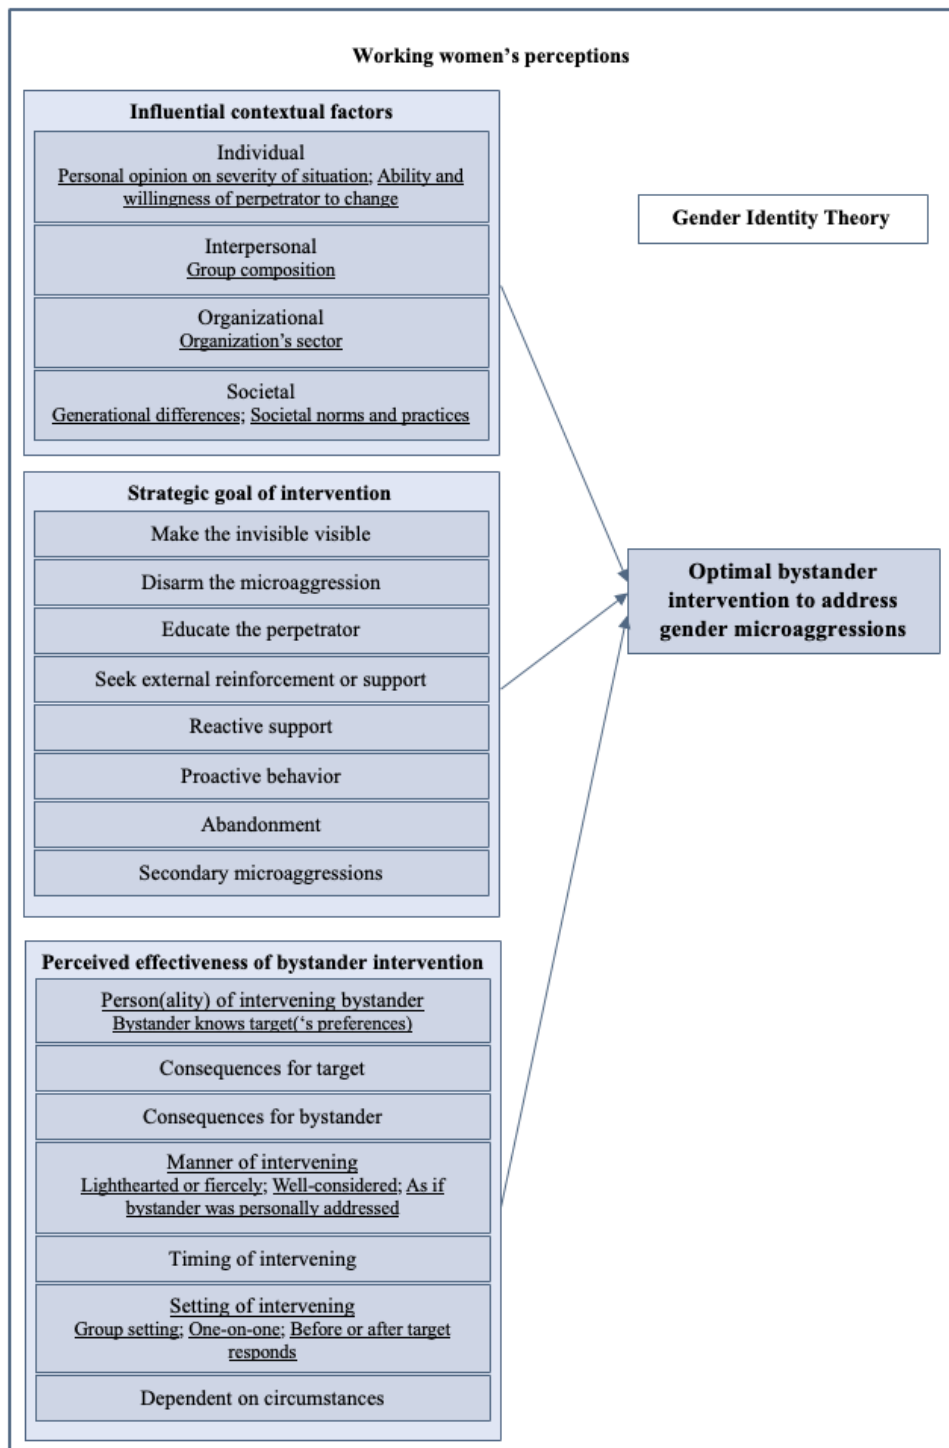 Working women's perceptions
Influential contextual factors
Individual
Personal opinion on severity of situation; Ability and
willingness of perpetrator to change
Interpersonal
Group composition
Organizational
Organization's sector
Societal
Generational differences; Societal norms and practices
Gender Identity Theory
Strategic goal of intervention
Make the invisible visible
Disarm the microaggression
Educate the perpetrator
Seek external reinforcement or support
Reactive support
Proactive behavior
Abandonment
Secondary microaggressions
Optimal bystander
intervention to address
gender microaggressions
Perceived effectiveness of bystander intervention
Person(ality) of intervening bystander
Bystander knows target(‘s preferences)
Consequences for target
Consequences for bystander
Manner of intervening
Lighthearted or fiercely; Well-considered; As if
bystander was personally addressed
Timing of intervening
Setting of intervening
Group setting; One-on-one; Before or after target
responds
Dependent on circumstances